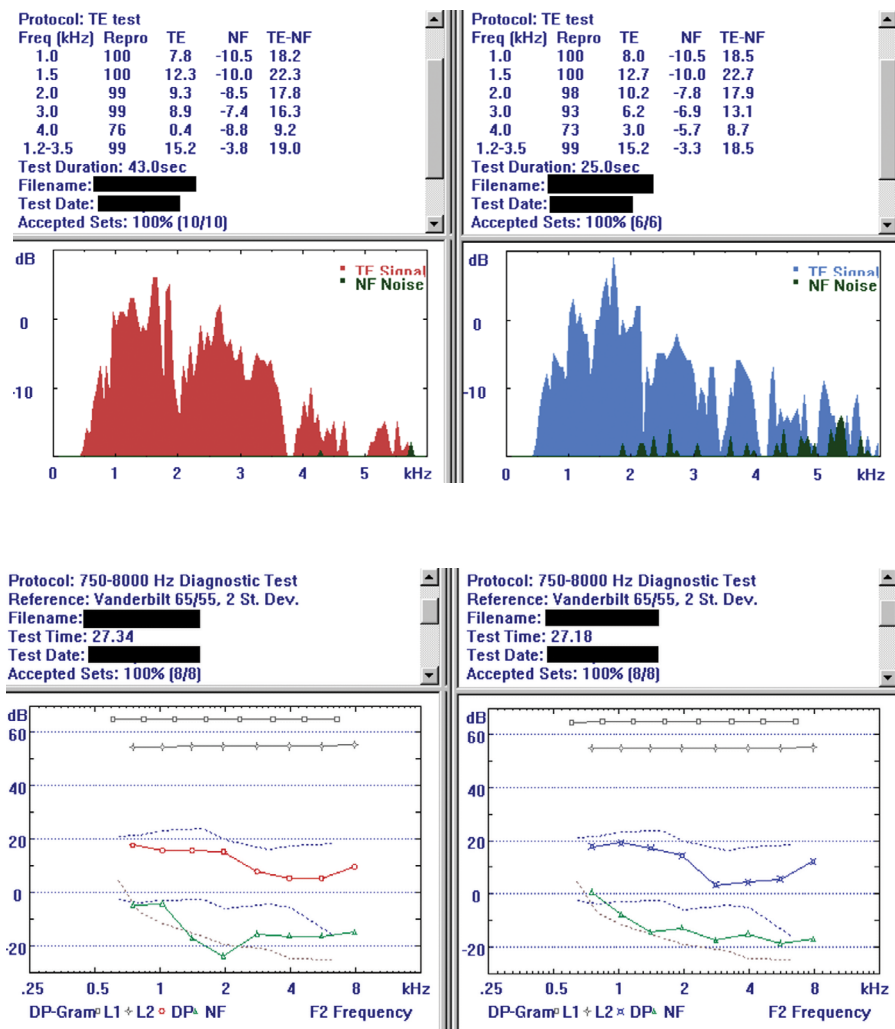 Protocol: TE test
Freq (kHz) Repro TE NF TE-NF
1.0 100 7.8 -10.5 18.2
1.5 100 12.3 -10.0 22.3
2.0 99 9.3 -8.5 17.8
3.0 99 8.9 -7.4 16.3
4.0 76 0.4 -8.8 9.2
1.2-3.5 99 15.2 -3.8 19.0
Test Duration: 43.0sec
Filename:
Test Date:
Accepted Sets: 100% (10/10)
dB
TE Signal
NF Noise
0
-10
0 1 2 3 4 5 kHz
Protocol: TE test
Freq (kHz) Repro TE NF TE-NF
1.0 100 8.0 -10.5 18.5
1.5 100 12.7 -10.0 22.7
2.0 98 10.2 -7.8 17.9
3.0 93 6.2 -6.9 13.1
4.0 73 3.0 -5.7 8.7
1.2-3.5 99 15.2 -3.3 18.5
Test Duration: 25.0sec
Filename:
Test Date:
Accepted Sets: 100% (6/6)
dB
TE Signal
NF Noise
0
-10
0 1 2 3 4 5 kHz
Protocol: 750-8000 Hz Diagnostic Test
Reference: Vanderbilt 65/55, 2 St. Dev.
Filename:
Test Time: 27.34
Test Date:
Accepted Sets: 100% (8/8)
dB
60
40
20
0
-20
.25 0.5 1 2 4 8 kHz
DP-Gram L1 L2 DP NF F2 Frequency
Protocol: 750-8000 Hz Diagnostic Test
Reference: Vanderbilt 65/55, 2 St. Dev.
Filename:
Test Time: 27.18
Test Date:
Accepted Sets: 100% (8/8)
dB
60
40
20
0
-20
.25 0.5 1 2 4 8 kHz
DP-Gram L1 L2 DP NF F2 Frequency